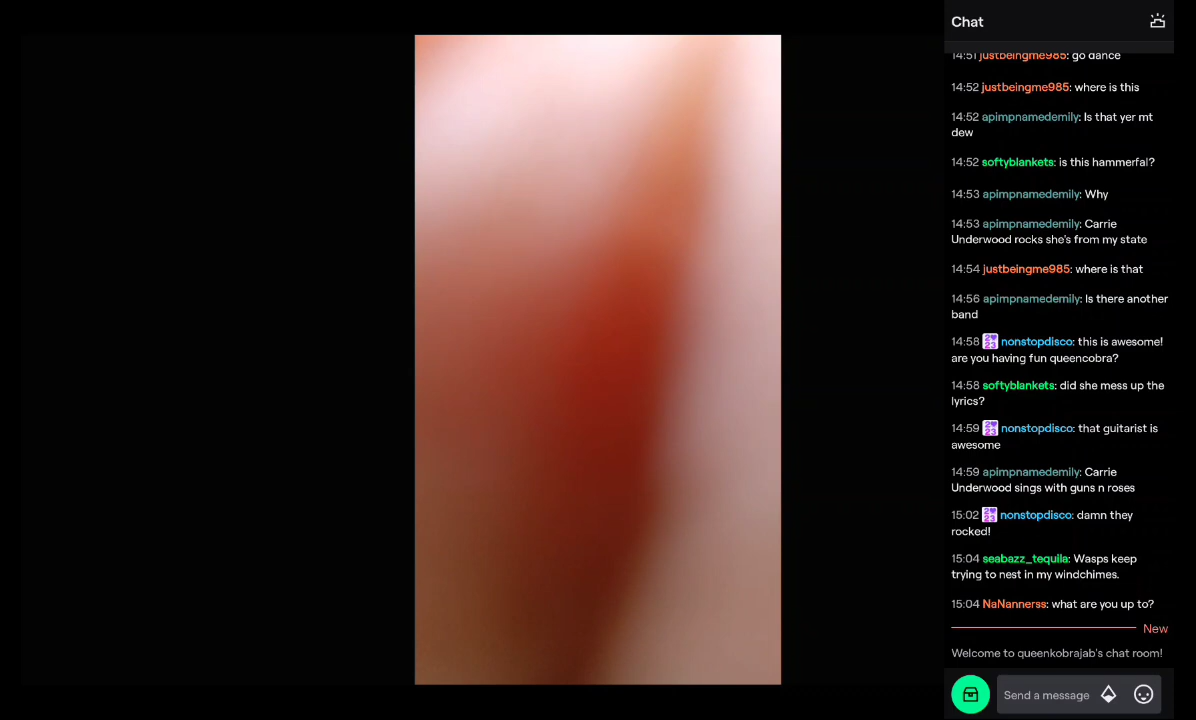 Chat
14:51 justbeingme985: go dance
14:52 justbeingme985: where is this
14:52 apimpnamedemily: Is that yer mt
dew
14:52 softyblankets: is this hammerfal?
14:53 apimpnamedemily: Why
14:53 apimpnamedemily: Carrie
Underwood rocks she's from my state
14:54 justbeingme985: where is that
14:56 apimpnamedemily: Is there another
band
14:58 nonstopdisco: this is awesome!
are you having fun queencobra?
14:58 softyblankets: did she mess up the
lyrics?
14:59 nonstopdisco: that guitarist is
awesome
14:59 apimpnamedemily: Carrie
Underwood sings with guns n roses
15:02 nonstopdisco: damn they
rocked!
15:04 seabazz_tequila: Wasps keep
trying to nest in my windchimes.
15:04 NaNannerss: what are you up to?
New
Welcome to queenkobrajab's chat room!
Send a message